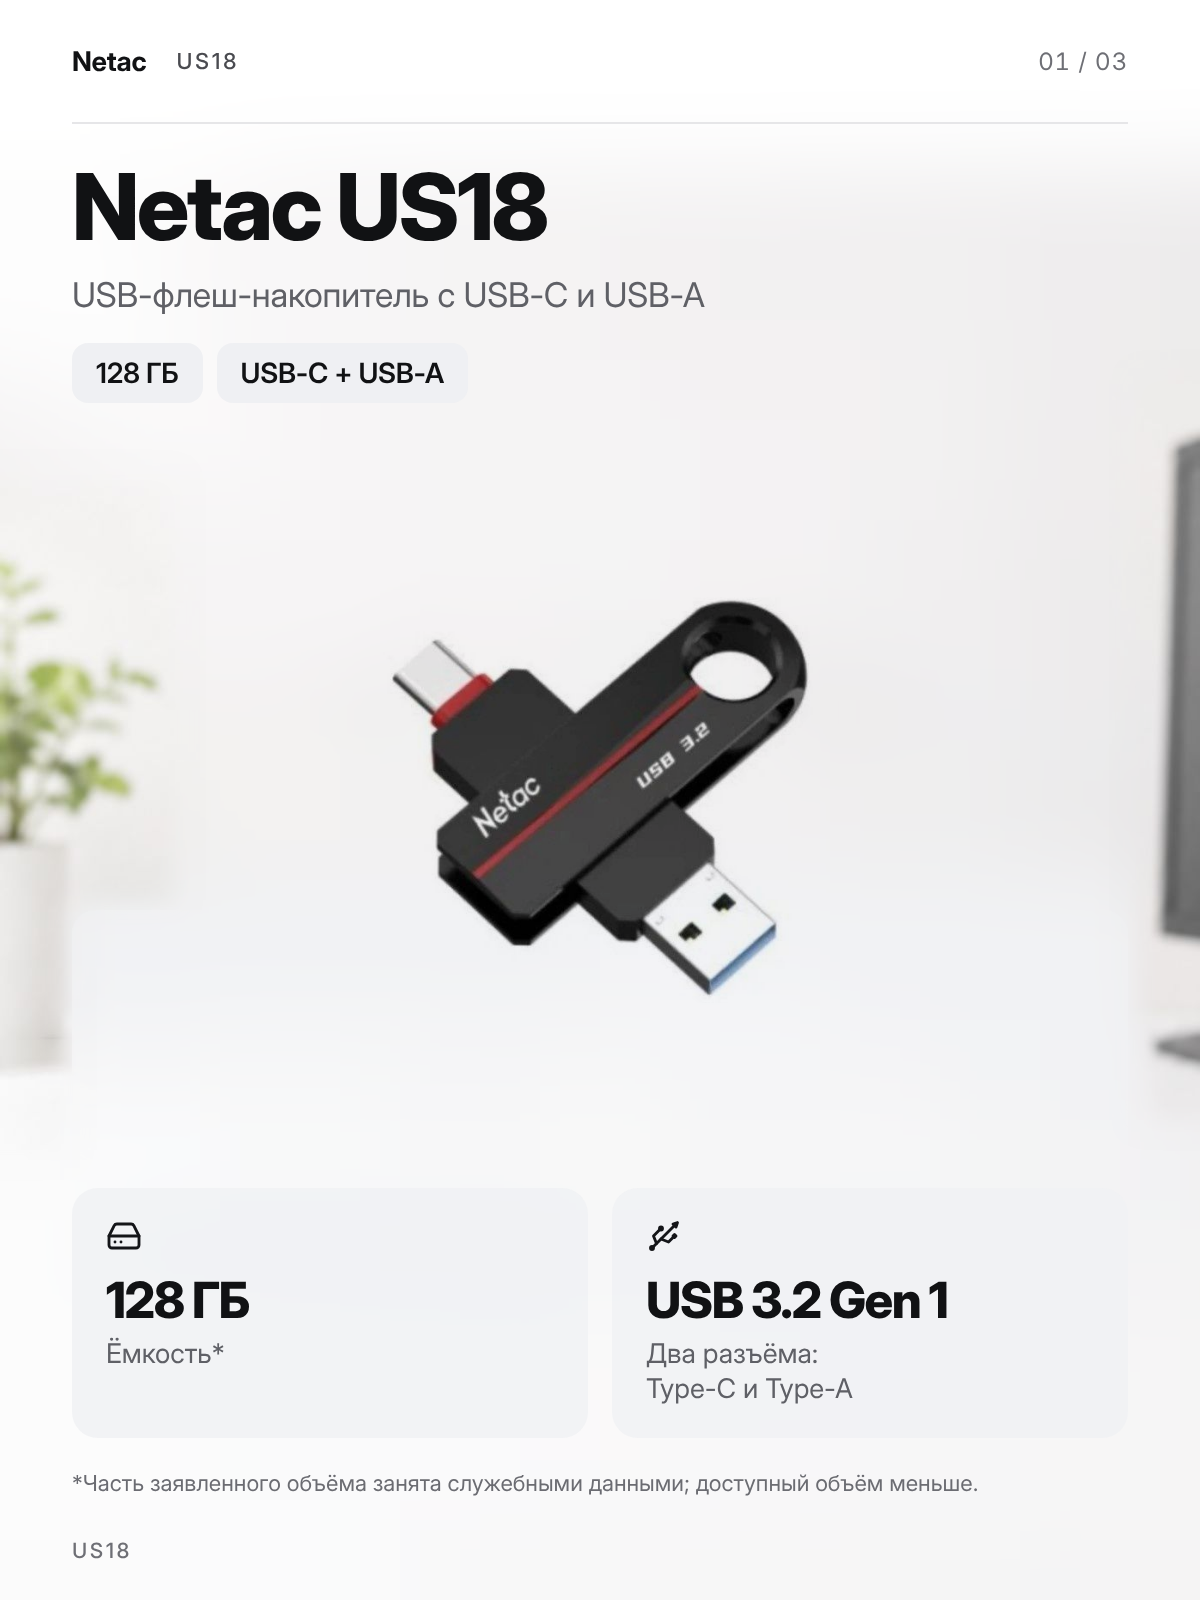 Netac US18
01 / 03
Netac US18
USB-флеш-накопитель с USB-C и USB-A
128 ГБ
USB-C + USB-A
Netac
USB 3.2
128 ГБ
Ёмкость*
USB 3.2 Gen 1
Два разъёма:
Type-C и Type-A
*Часть заявленного объёма занята служебными данными; доступный объём меньше.
US18